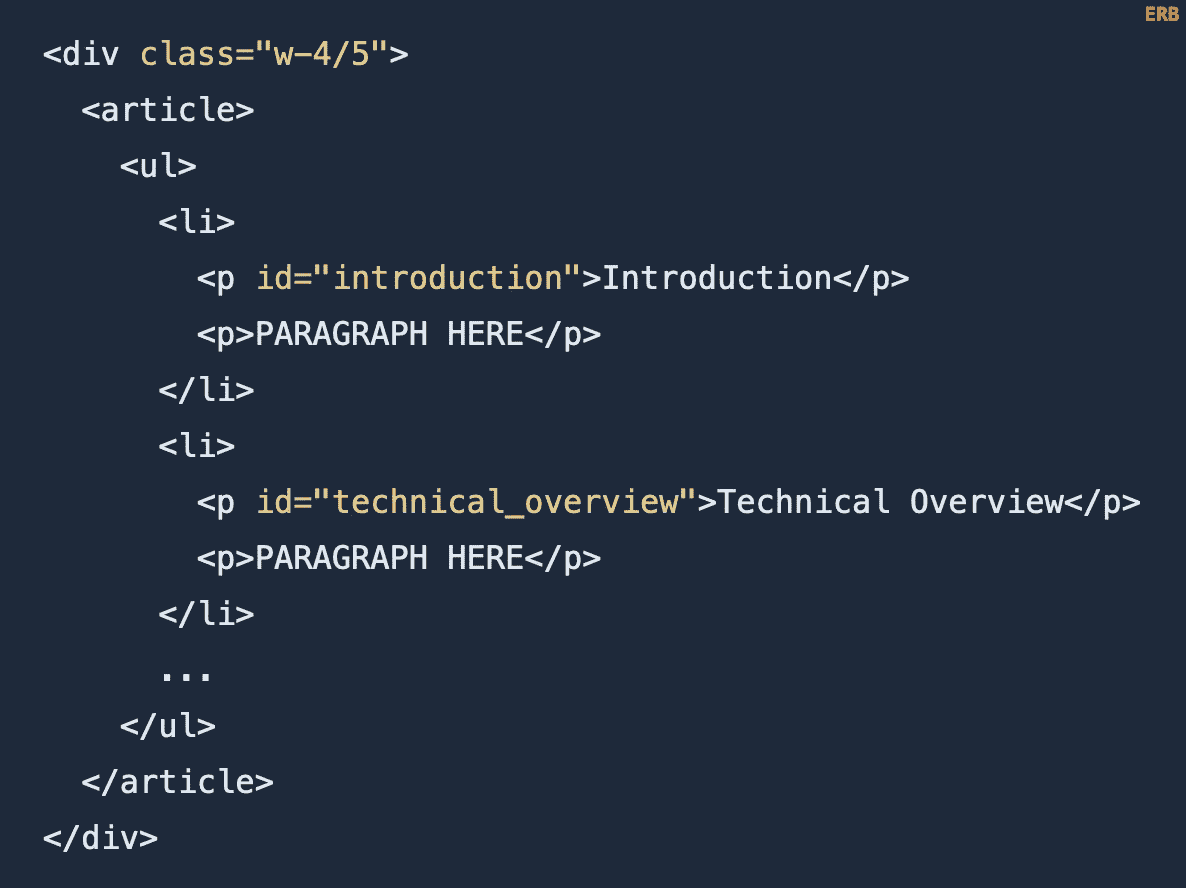 ERB
<div class="w-4/5">
  <article>
    <ul>
      <li>
        <p id="introduction">Introduction</p>
        <p>PARAGRAPH HERE</p>
      </li>
      <li>
        <p id="technical_overview">Technical Overview</p>
        <p>PARAGRAPH HERE</p>
      </li>
      ...
    </ul>
  </article>
</div>